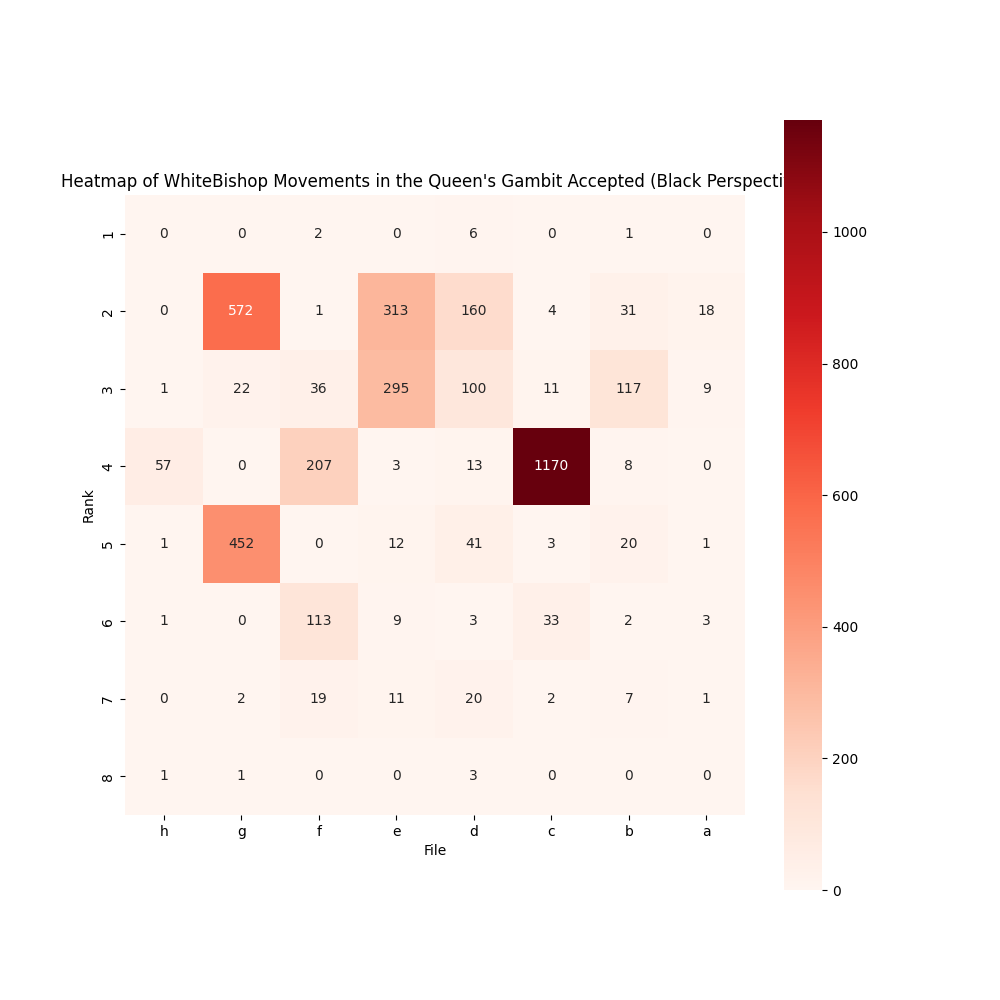 Heatmap of WhiteBishop Movements in the Queen's Gambit Accepted (Black Perspecti
1 0 0 2 0 6 0 1 0
2 0 572 1 313 160 4 31 18
3 1 22 36 295 100 11 117 9
4 57 0 207 3 13 1170 8 0
5 1 452 0 12 41 3 20 1
6 1 0 113 9 3 33 2 3
7 0 2 19 11 20 2 7 1
8 1 1 0 0 3 0 0 0
h g f e d c b a
File
Rank
1000
800
600
400
200
0